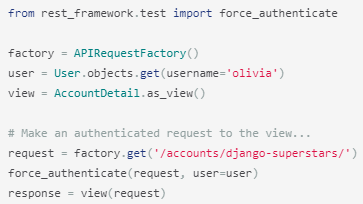 from rest_framework.test import force_authenticate

factory = APIRequestFactory()
user = User.objects.get(username='olivia')
view = AccountDetail.as_view()

# Make an authenticated request to the view...
request = factory.get('/accounts/django-superstars/')
force_authenticate(request, user=user)
response = view(request)